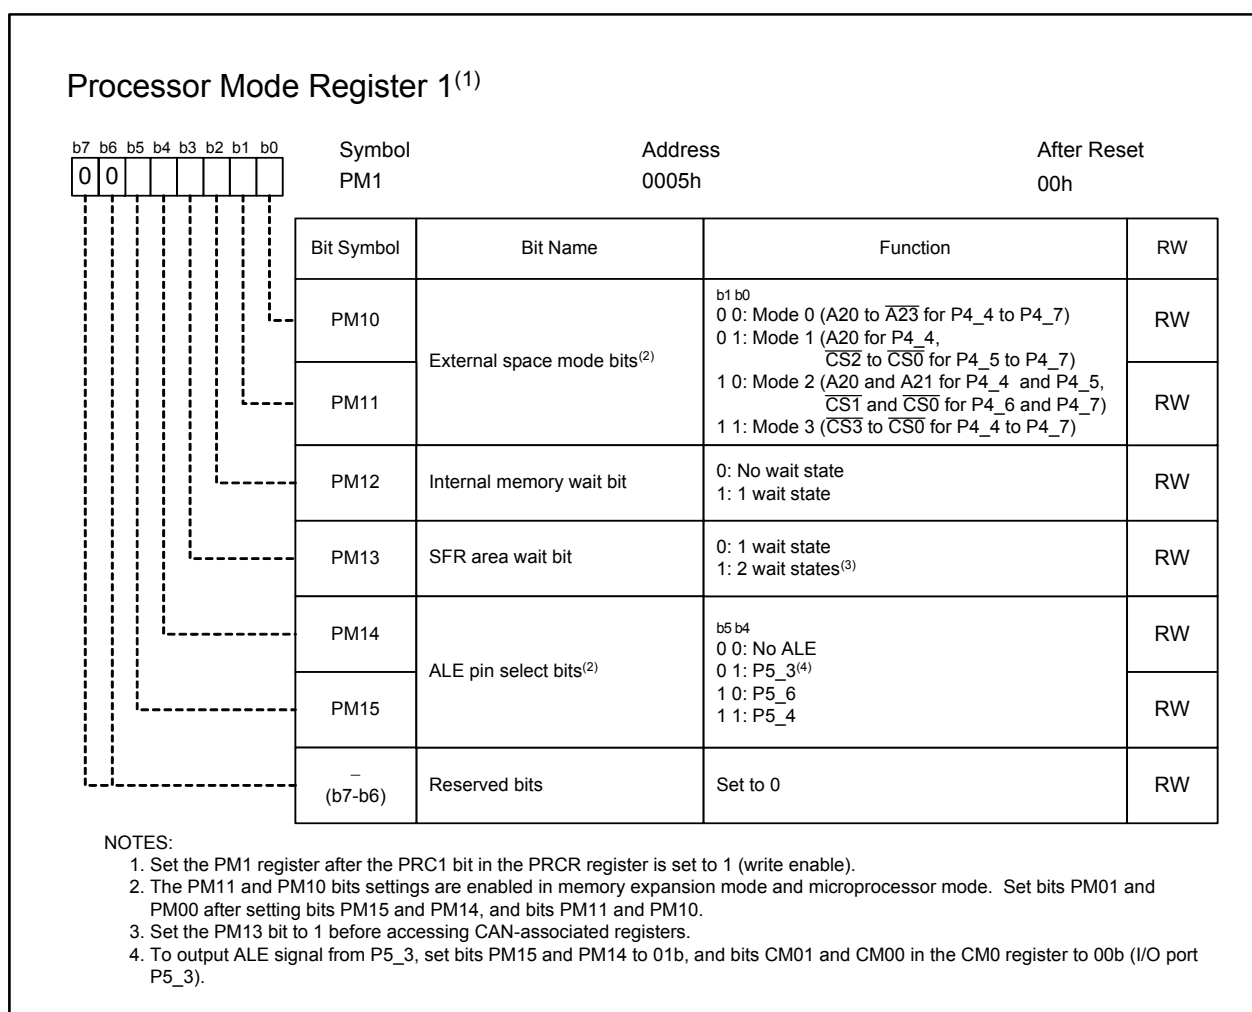 Processor Mode Register 1(1)
b7 b6 b5 b4 b3 b2 b1 b0
0 0
Symbol Address After Reset
PM1 0005h 00h
Bit Symbol Bit Name Function RW
PM10
PM11
External space mode bits(2)
b1 b0
0 0: Mode 0 (A20 to A̅2̅3̅ for P4_4 to P4_7)
0 1: Mode 1 (A20 for P4_4,
C̅S̅2̅ to C̅S̅0̅ for P4_5 to P4_7)
1 0: Mode 2 (A20 and A21 for P4_4 and P4_5,
C̅S̅1̅ and C̅S̅0̅ for P4_6 and P4_7)
1 1: Mode 3 (C̅S̅3̅ to C̅S̅0̅ for P4_4 to P4_7)
RW
RW
PM12 Internal memory wait bit
0: No wait state
1: 1 wait state
RW
PM13 SFR area wait bit
0: 1 wait state
1: 2 wait states(3)
RW
PM14
PM15
ALE pin select bits(2)
b5 b4
0 0: No ALE
0 1: P5_3(4)
1 0: P5_6
1 1: P5_4
RW
RW
–
(b7-b6)
Reserved bits Set to 0 RW
NOTES:
1. Set the PM1 register after the PRC1 bit in the PRCR register is set to 1 (write enable).
2. The PM11 and PM10 bits settings are enabled in memory expansion mode and microprocessor mode. Set bits PM01 and
PM00 after setting bits PM15 and PM14, and bits PM11 and PM10.
3. Set the PM13 bit to 1 before accessing CAN-associated registers.
4. To output ALE signal from P5_3, set bits PM15 and PM14 to 01b, and bits CM01 and CM00 in the CM0 register to 00b (I/O port
P5_3).